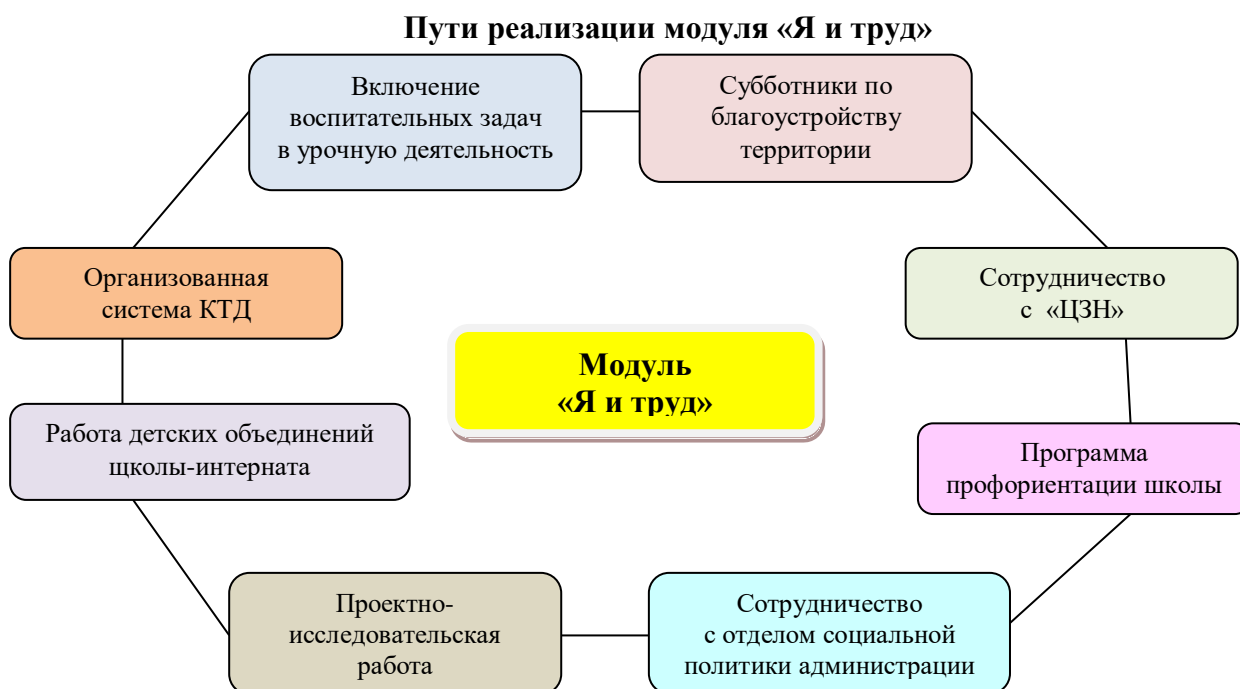 Пути реализации модуля «Я и труд»
Включение
воспитательных задач
в урочную деятельность
Субботники по
благоустройству
территории
Организованная
система КТД
Сотрудничество
с «ЦЗН»
Модуль
«Я и труд»
Работа детских объединений
щколы-интерната
Программа
профориентации школы
Проектно-
исследовательская
работа
Сотрудничество
с отделом социальной
политики администрации